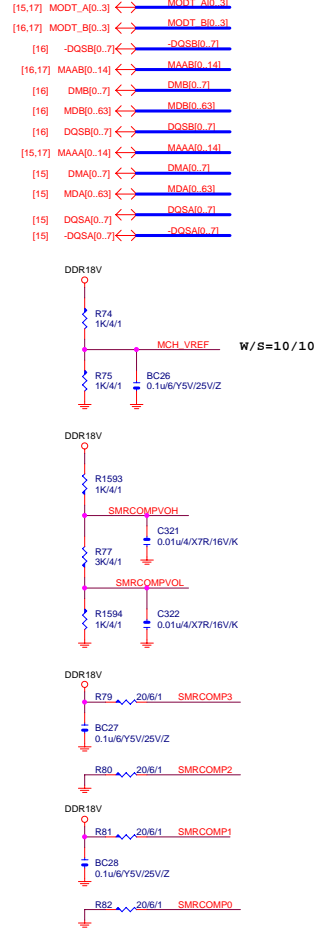 [15,17] MODT_A[0..3] MODT_A[0..3]
[16,17] MODT_B[0..3] MODT_B[0..3]
[16] -DQSB[0..7] -DQSB[0..7]
[16,17] MAAB[0..14] MAAB[0..14]
[16] DMB[0..7] DMB[0..7]
[16] MDB[0..63] MDB[0..63]
[16] DQSB[0..7] DQSB[0..7]
[15,17] MAAA[0..14] MAAA[0..14]
[15] DMA[0..7] DMA[0..7]
[15] MDA[0..63] MDA[0..63]
[15] DQSA[0..7] DQSA[0..7]
[15] -DQSA[0..7] -DQSA[0..7]
DDR18V
R74
1K/4/1
MCH_VREF W/S=10/10
R75
1K/4/1
BC26
0.1u/6/Y5V/25V/Z
DDR18V
R1593
1K/4/1
SMRCOMPVOH
C321
0.01u/4/X7R/16V/K
R77
3K/4/1
SMRCOMPVOL
R1594
1K/4/1
C322
0.01u/4/X7R/16V/K
DDR18V
R79 20/6/1 SMRCOMP3
BC27
0.1u/6/Y5V/25V/Z
R80 20/6/1 SMRCOMP2
DDR18V
R81 20/6/1 SMRCOMP1
BC28
0.1u/6/Y5V/25V/Z
R82 20/6/1 SMRCOMP0